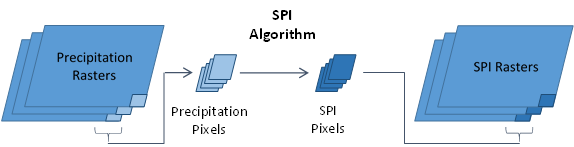 SPI
Algorithm
Precipitation
Rasters
SPI Rasters
Precipitation
Pixels
SPI
Pixels